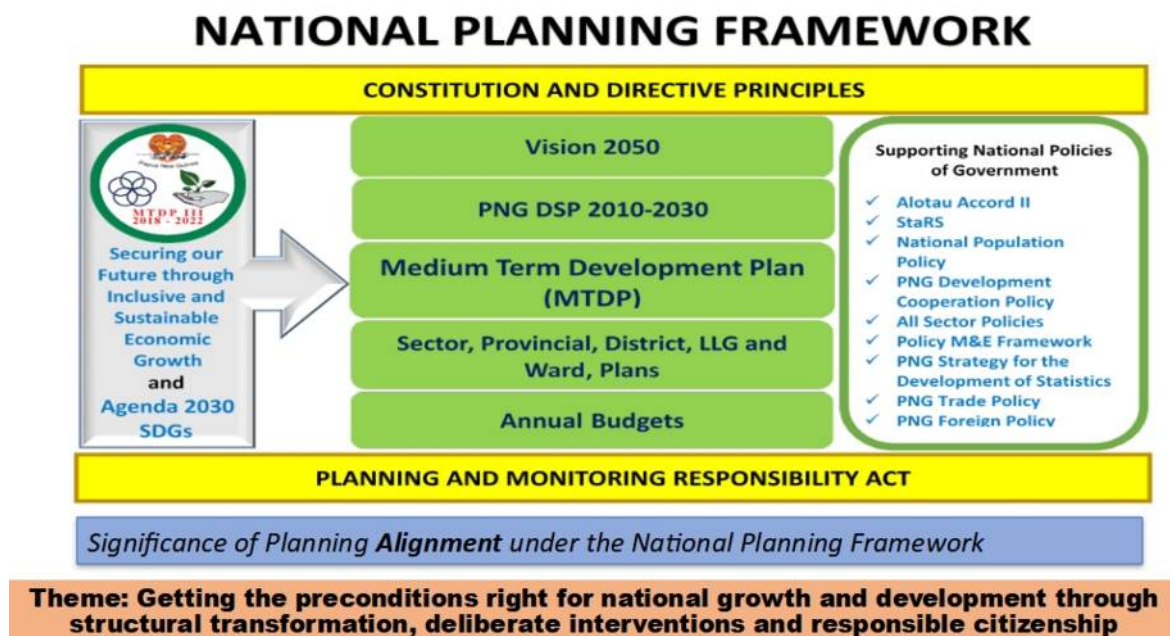 NATIONAL PLANNING FRAMEWORK
CONSTITUTION AND DIRECTIVE PRINCIPLES
Papua New Guinea
MTDP III
2018 - 2022
Securing our
Future through
Inclusive and
Sustainable
Economic
Growth
and
Agenda 2030
SDGs
Vision 2050
PNG DSP 2010-2030
Medium Term Development Plan
(MTDP)
Sector, Provincial, District, LLG and
Ward, Plans
Annual Budgets
Supporting National Policies
of Government
✓ Alotau Accord II
✓ StaRS
✓ National Population
Policy
✓ PNG Development
Cooperation Policy
✓ All Sector Policies
✓ Policy M&E Framework
✓ PNG Strategy for the
Development of Statistics
✓ PNG Trade Policy
✓ PNG Foreign Policy
PLANNING AND MONITORING RESPONSIBILITY ACT
Significance of Planning Alignment under the National Planning Framework
Theme: Getting the preconditions right for national growth and development through
structural transformation, deliberate interventions and responsible citizenship